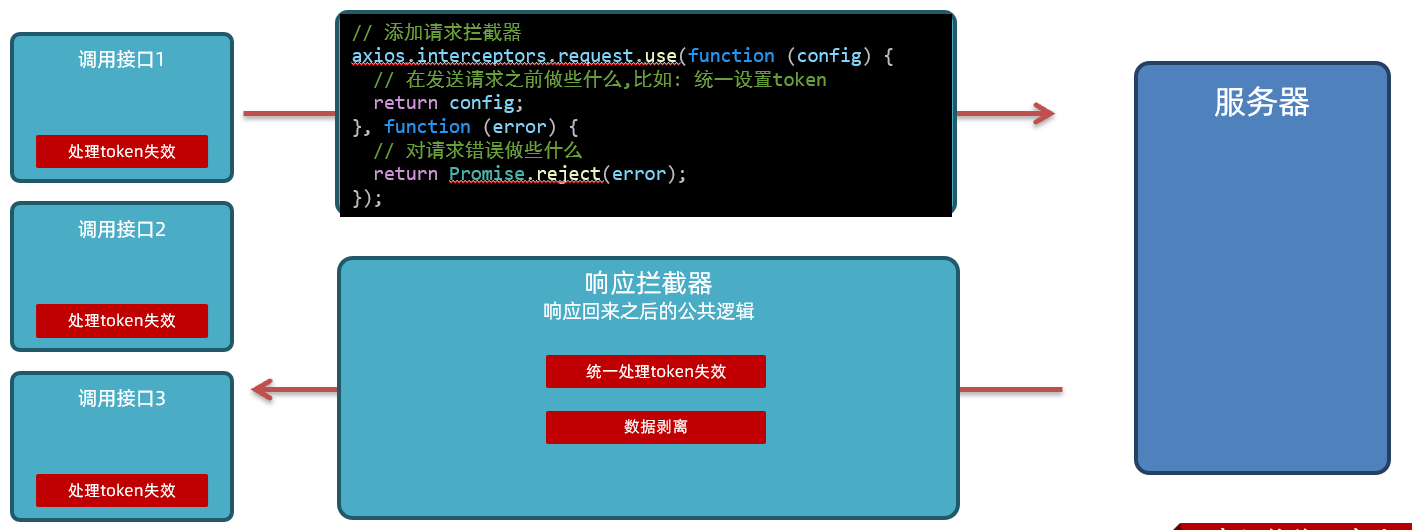 调用接口1
处理token失效
调用接口2
处理token失效
调用接口3
处理token失效
// 添加请求拦截器
axios.interceptors.request.use(function (config) {
  // 在发送请求之前做些什么,比如: 统一设置token
  return config;
}, function (error) {
  // 对请求错误做些什么
  return Promise.reject(error);
});
响应拦截器
响应回来之后的公共逻辑
统一处理token失效
数据剥离
服务器